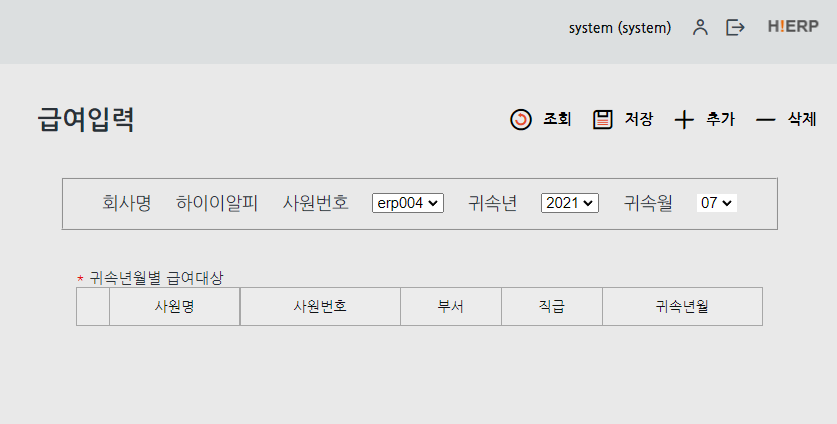 system (system) H!ERP
급여입력 조회 저장 추가 삭제
회사명 하이이알피 사원번호 erp004 귀속년 2021 귀속월 07
* 귀속년월별 급여대상
사원명 사원번호 부서 직급 귀속년월